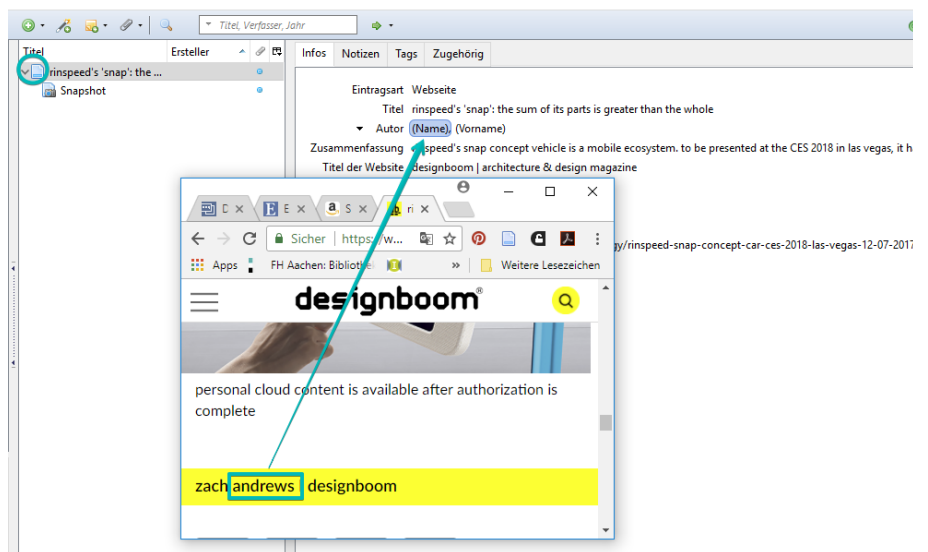 Titel, Verfasser, Jahr
Titel Ersteller
rinspeed's 'snap': the ...
Snapshot
Infos Notizen Tags Zugehörig
Eintragsart Webseite
Titel rinspeed's 'snap': the sum of its parts is greater than the whole
Autor (Name), (Vorname)
Zusammenfassung speed's snap concept vehicle is a mobile ecosystem. to be presented at the CES 2018 in las vegas, it h
Titel der Website designboom | architecture & design magazine
gy/rinspeed-snap-concept-car-ces-2018-las-vegas-12-07-2017
D E a S ri
Sicher https://w...
Apps FH Aachen: Bibliothe » Weitere Lesezeichen
designboom®
personal cloud content is available after authorization is
complete
zach andrews | designboom